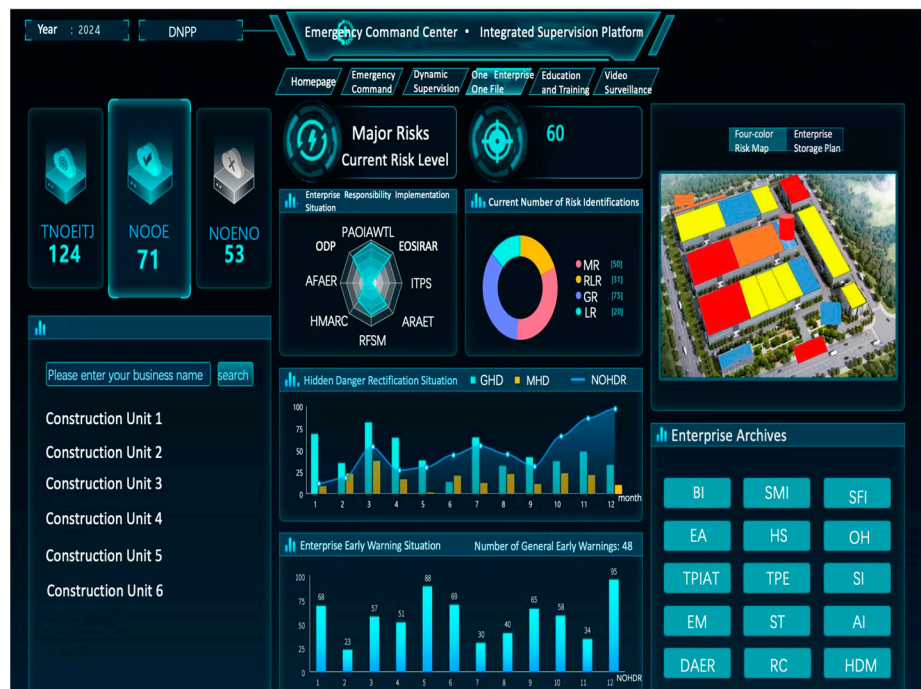 Year : 2024
DNPP
Emergency Command Center • Integrated Supervision Platform
Homepage
Emergency
Command
Dynamic
Supervision
One Enterprise
One File
Education
and Training
Video
Surveillance
TNOEITJ
124
NOOE
71
NOENO
53
Major Risks
Current Risk Level
60
Four-color
Risk Map
Enterprise
Storage Plan
Enterprise Responsibility Implementation
Situation
PAOIAWTL
ODP
EOSIRAR
AFAER
ITPS
HMARC
ARAET
RFSM
Current Number of Risk Identifications
MR [50]
RLR [31]
GR [75]
LR [20]
Please enter your business name
search
Construction Unit 1
Construction Unit 2
Construction Unit 3
Construction Unit 4
Construction Unit 5
Construction Unit 6
Hidden Danger Rectification Situation GHD MHD NOHDR
100
75
50
25
0
1 2 3 4 5 6 7 8 9 10 11 12
month
Enterprise Early Warning Situation Number of General Early Warnings: 48
100
75
50
25
0
68 23 57 51 88 69 30 40 65 58 34 95
1 2 3 4 5 6 7 8 9 10 11 12 NOHDR
Enterprise Archives
BI SMI SFI
EA HS OH
TPIAT TPE SI
EM ST AI
DAER RC HDM